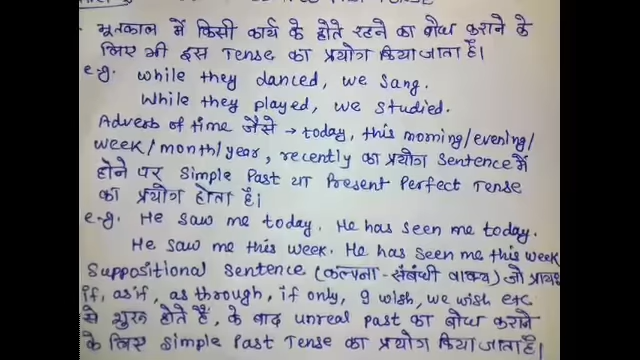 भूतकाल में किसी कार्य के होते रहने का बोध कराने के
लिए भी इस Tense का प्रयोग किया जाता है।
e.g. While they danced, we sang.
While they played, we studied.
Adverb of time जैसे → today, this morning/evening/
week/month/year, recently का प्रयोग Sentence में
होने पर Simple Past या Present Perfect Tense
का प्रयोग होता है।
e.g. He saw me today. He has seen me today.
He saw me this week. He has seen me this week
Suppositional Sentence (कल्पना-संबंधी वाक्य) जो प्रायः
if, as if, as through, if only, I wish, we wish etc
से शुरू होते हैं, के बाद unreal past का बोध कराने
के लिए Simple Past Tense का प्रयोग किया जाता है।